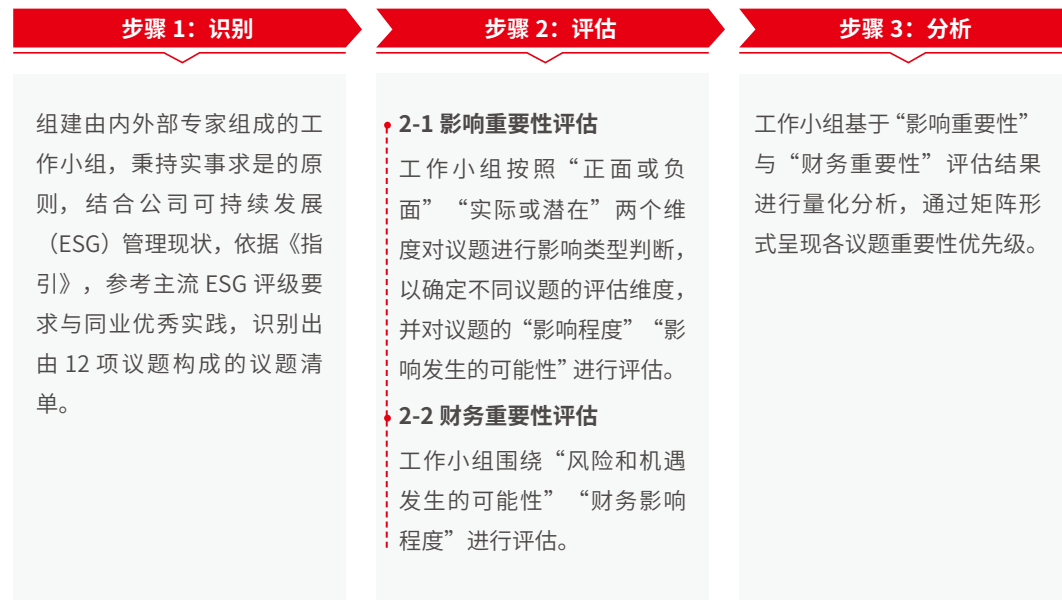 步骤 1：识别
组建由内外部专家组成的工
作小组，秉持实事求是的原
则，结合公司可持续发展
（ESG）管理现状，依据《指
引》，参考主流 ESG 评级要
求与同业优秀实践，识别出
由 12 项议题构成的议题清
单。
步骤 2：评估
2-1 影响重要性评估
工作小组按照“正面或负
面”“实际或潜在”两个维
度对议题进行影响类型判断，
以确定不同议题的评估维度，
并对议题的“影响程度”“影
响发生的可能性”进行评估。
2-2 财务重要性评估
工作小组围绕“风险和机遇
发生的可能性”“财务影响
程度”进行评估。
步骤 3：分析
工作小组基于“影响重要性”
与“财务重要性”评估结果
进行量化分析，通过矩阵形
式呈现各议题重要性优先级。